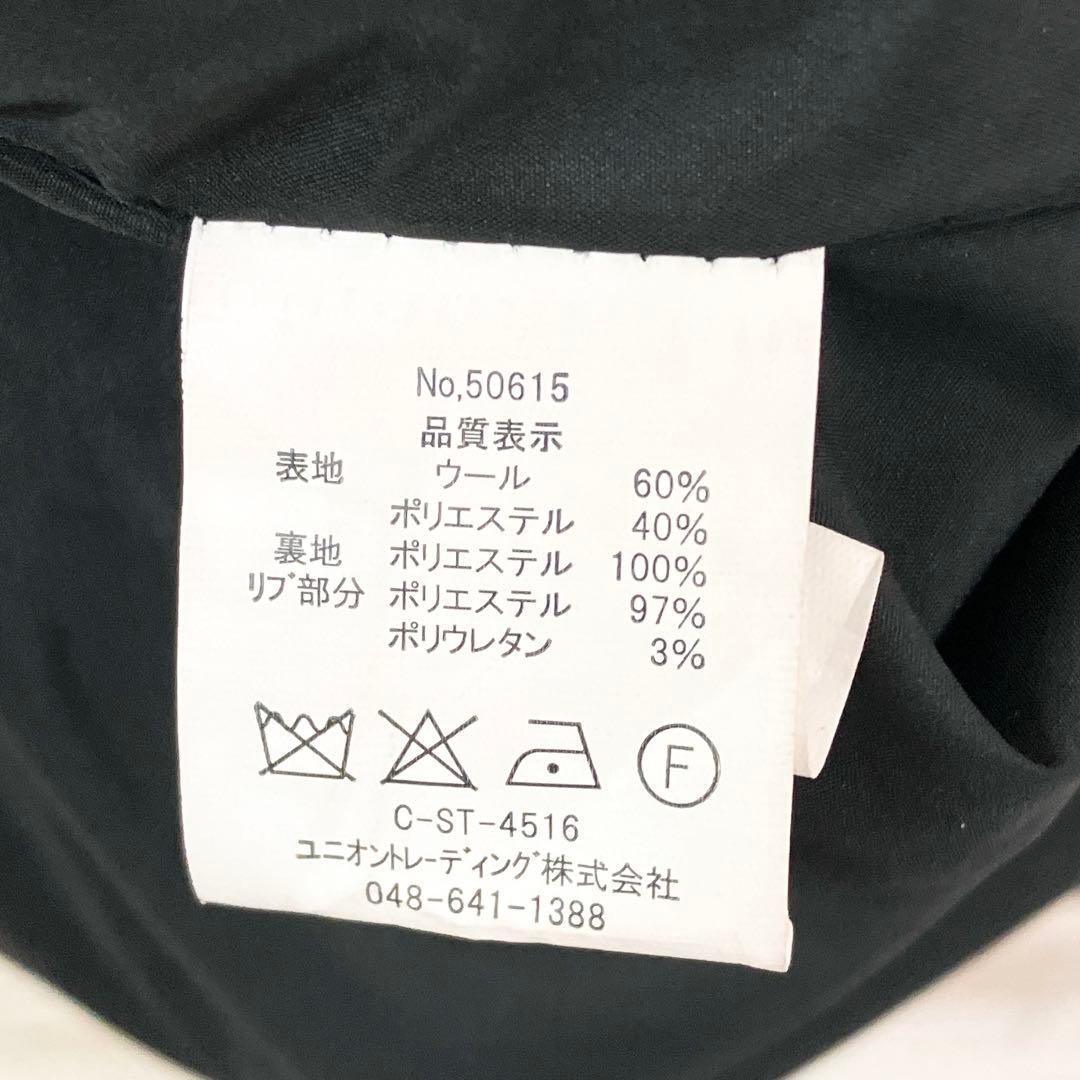 No,50615
品質表示
表地 ウール 60%
ポリエステル 40%
裏地 ポリエステル 100%
リブ部分 ポリエステル 97%
ポリウレタン 3%
F
C-ST-4516
ユニオントレーディング株式会社
048-641-1388